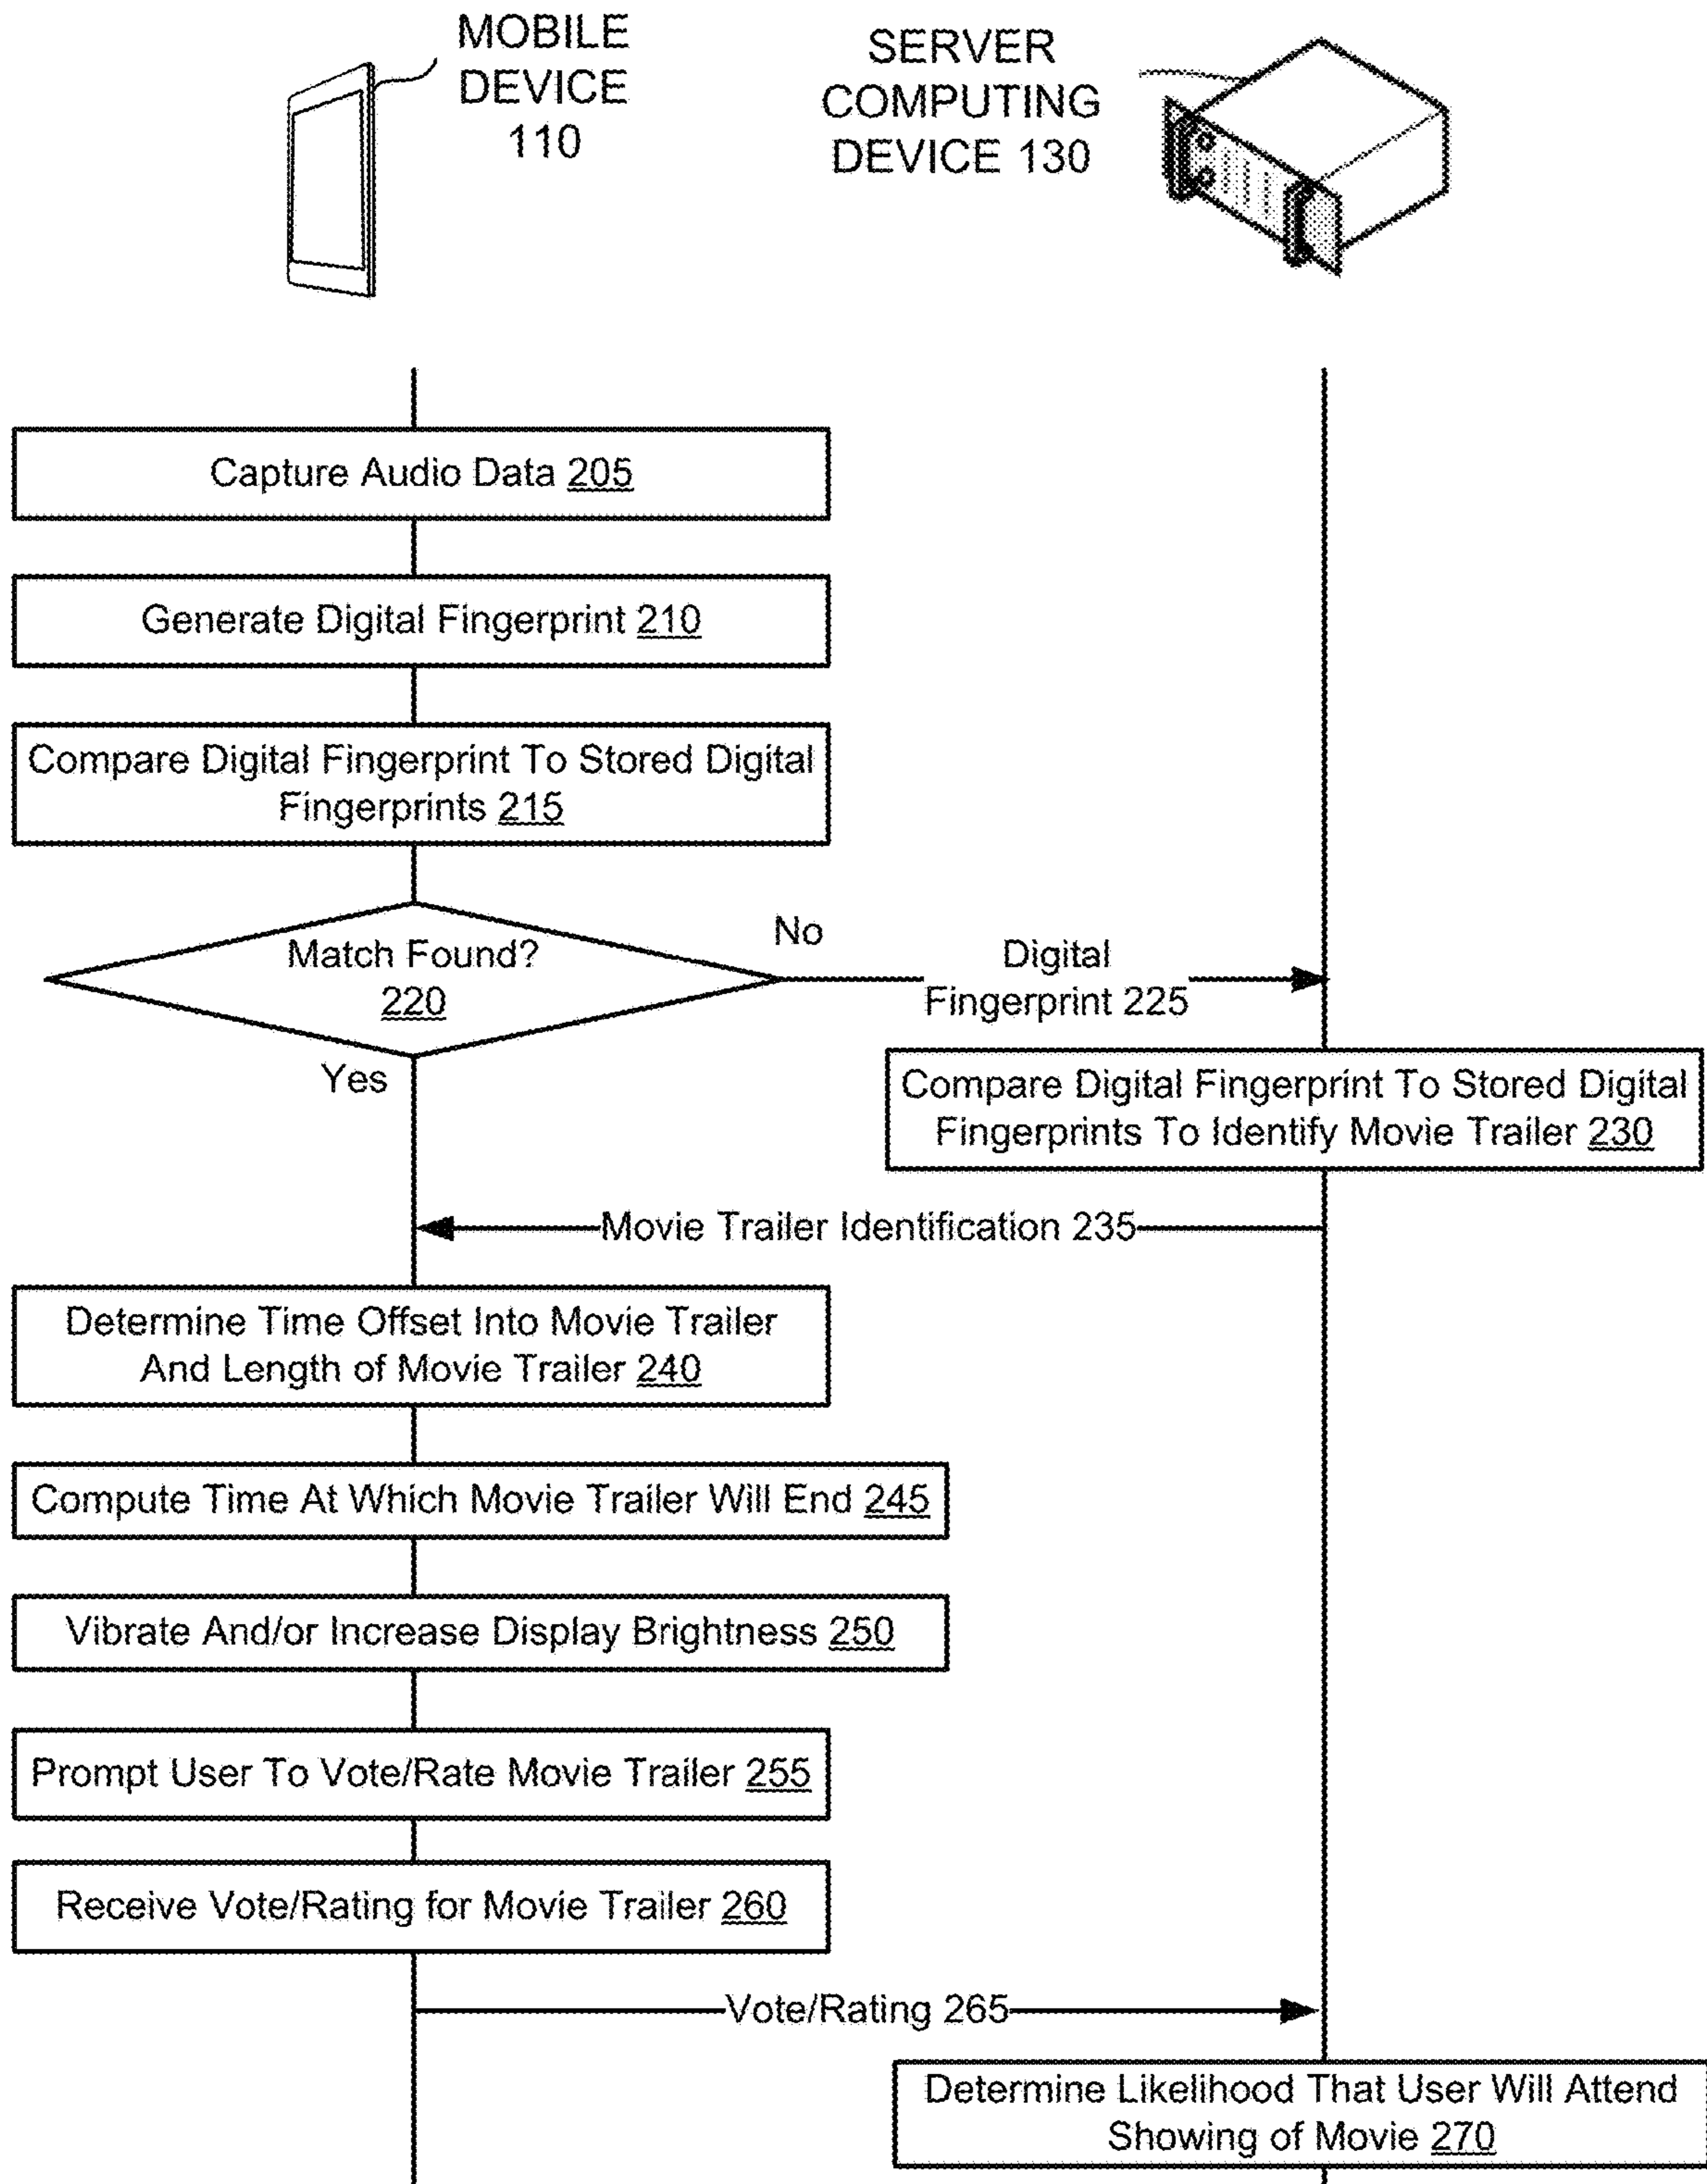 MOBILE
DEVICE
110
SERVER
COMPUTING
DEVICE 130
Capture Audio Data 205
Generate Digital Fingerprint 210
Compare Digital Fingerprint To Stored Digital
Fingerprints 215
Match Found?
220
No
Yes
Digital
Fingerprint 225
Compare Digital Fingerprint To Stored Digital
Fingerprints To Identify Movie Trailer 230
Movie Trailer Identification 235
Determine Time Offset Into Movie Trailer
And Length of Movie Trailer 240
Compute Time At Which Movie Trailer Will End 245
Vibrate And/or Increase Display Brightness 250
Prompt User To Vote/Rate Movie Trailer 255
Receive Vote/Rating for Movie Trailer 260
Vote/Rating 265
Determine Likelihood That User Will Attend
Showing of Movie 270